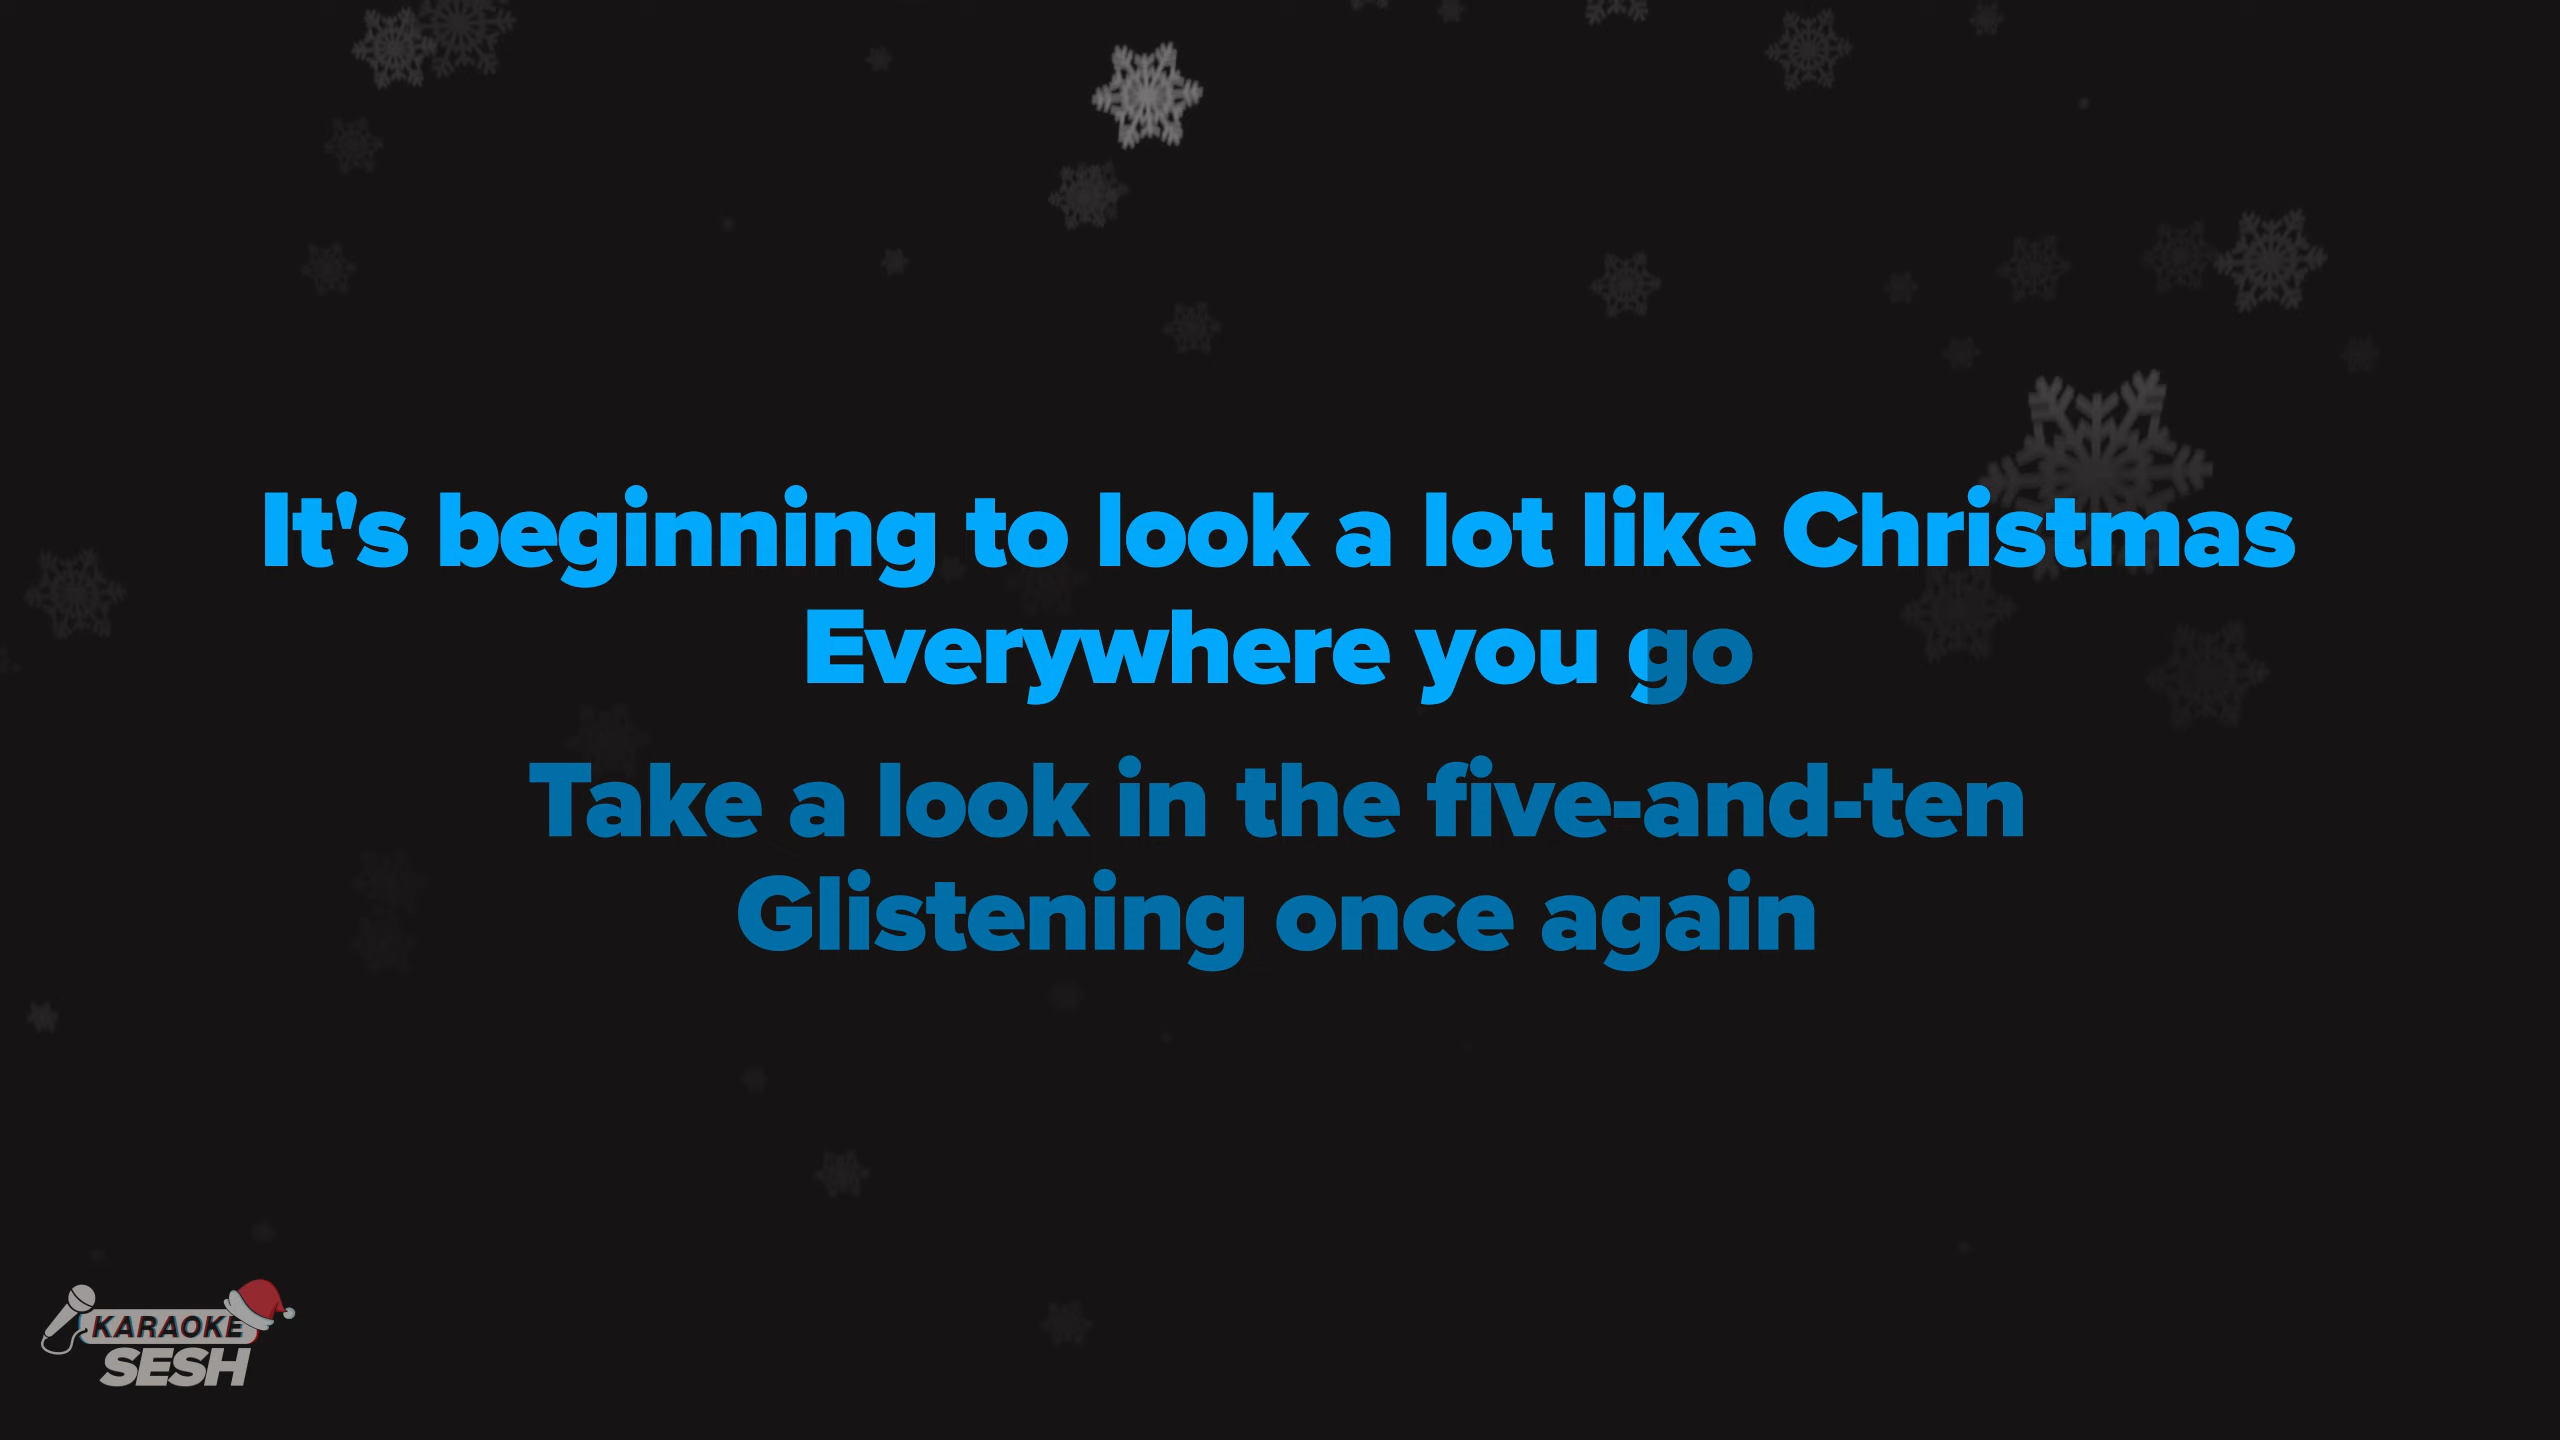 It's beginning to look a lot like Christmas
Everywhere you go
Take a look in the five-and-ten
Glistening once again
KARAOKE
SESH